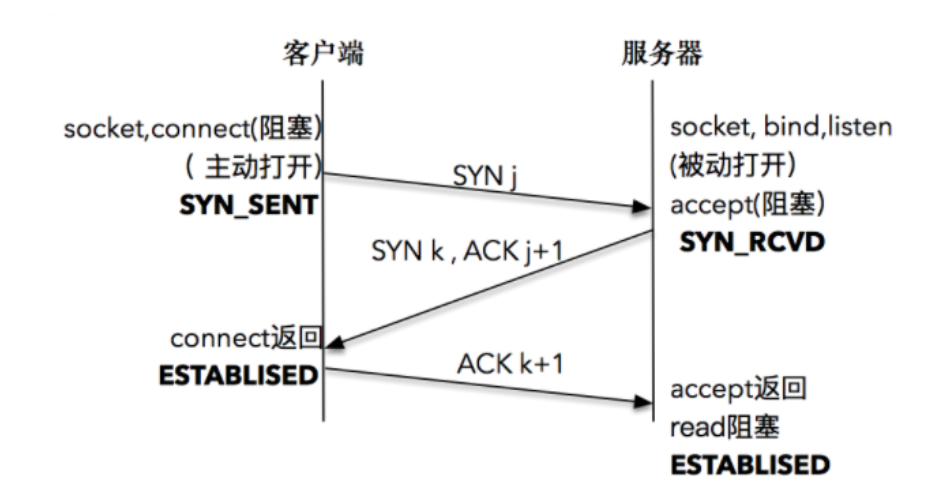 客户端
服务器
socket,connect(阻塞)
( 主动打开)
SYN_SENT
socket, bind,listen
(被动打开)
accept(阻塞)
SYN_RCVD
SYN j
SYN k , ACK j+1
connect返回
ESTABLISED
ACK k+1
accept返回
read阻塞
ESTABLISED